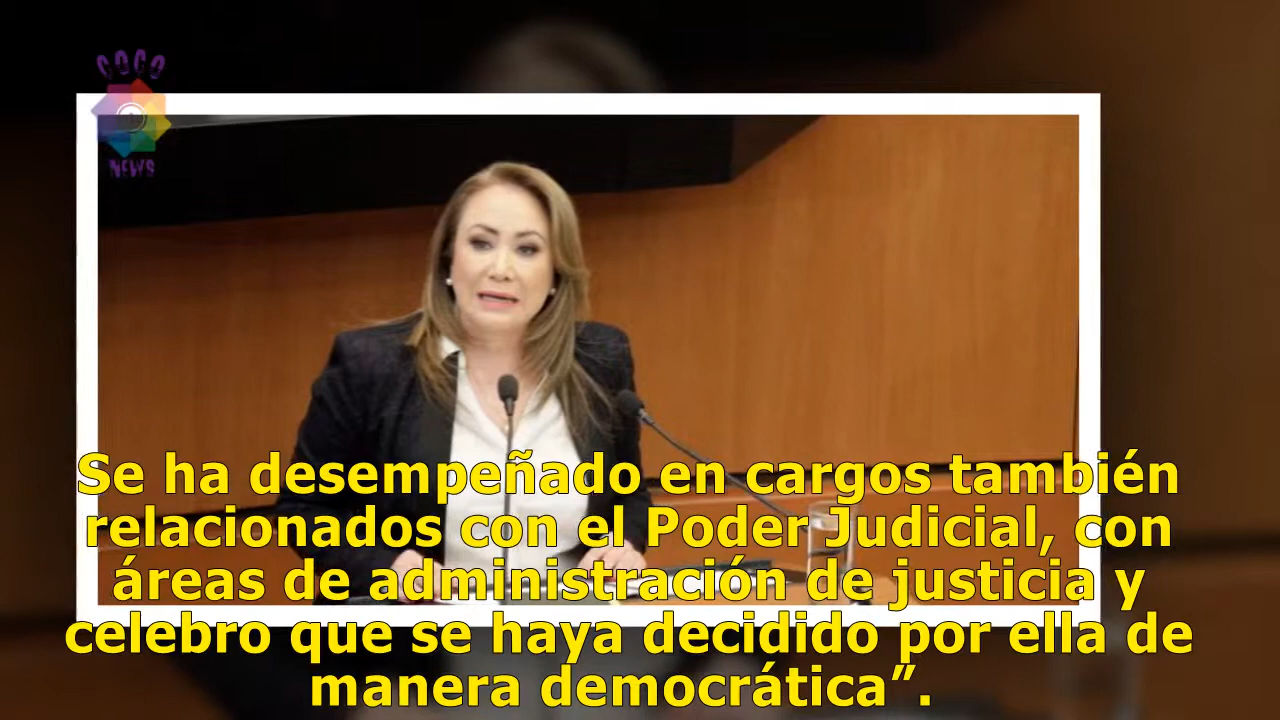 COCO
NEWS
Se ha desempeñado en cargos también
relacionados con el Poder Judicial, con
áreas de administración de justicia y
celebro que se haya decidido por ella de
manera democrática”.